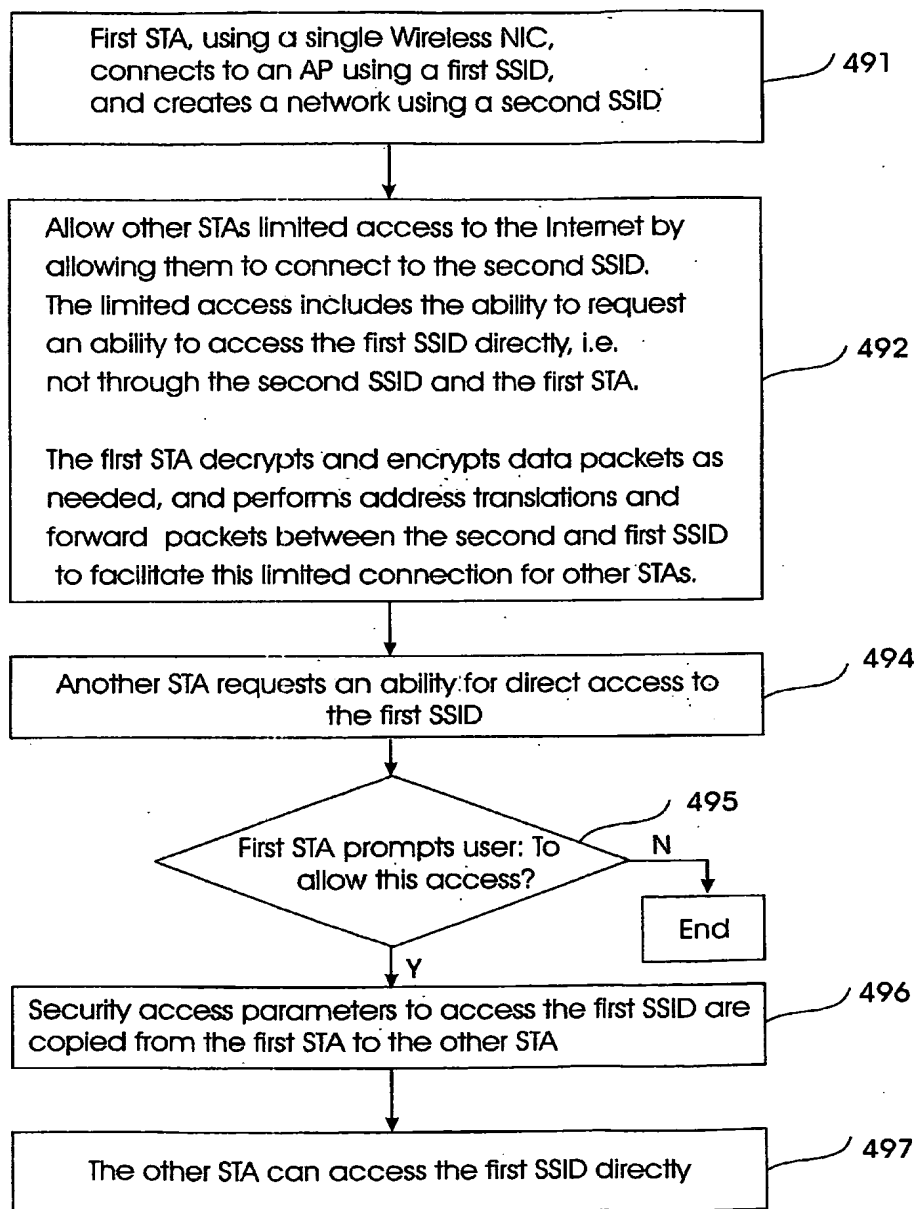 First STA, using a single Wireless NIC,
connects to an AP using a first SSID,
and creates a network using a second SSID
491
Allow other STAs limited access to the Internet by
allowing them to connect to the second SSID.
The limited access includes the ability to request
an ability to access the first SSID directly, i.e.
not through the second SSID and the first STA.
492
The first STA decrypts and encrypts data packets as
needed, and performs address translations and
forward packets between the second and first SSID
to facilitate this limited connection for other STAs.
Another STA requests an ability for direct access to
the first SSID
494
First STA prompts user: To
allow this access?
495
N
End
Y
Security access parameters to access the first SSID are
copied from the first STA to the other STA
496
The other STA can access the first SSID directly
497